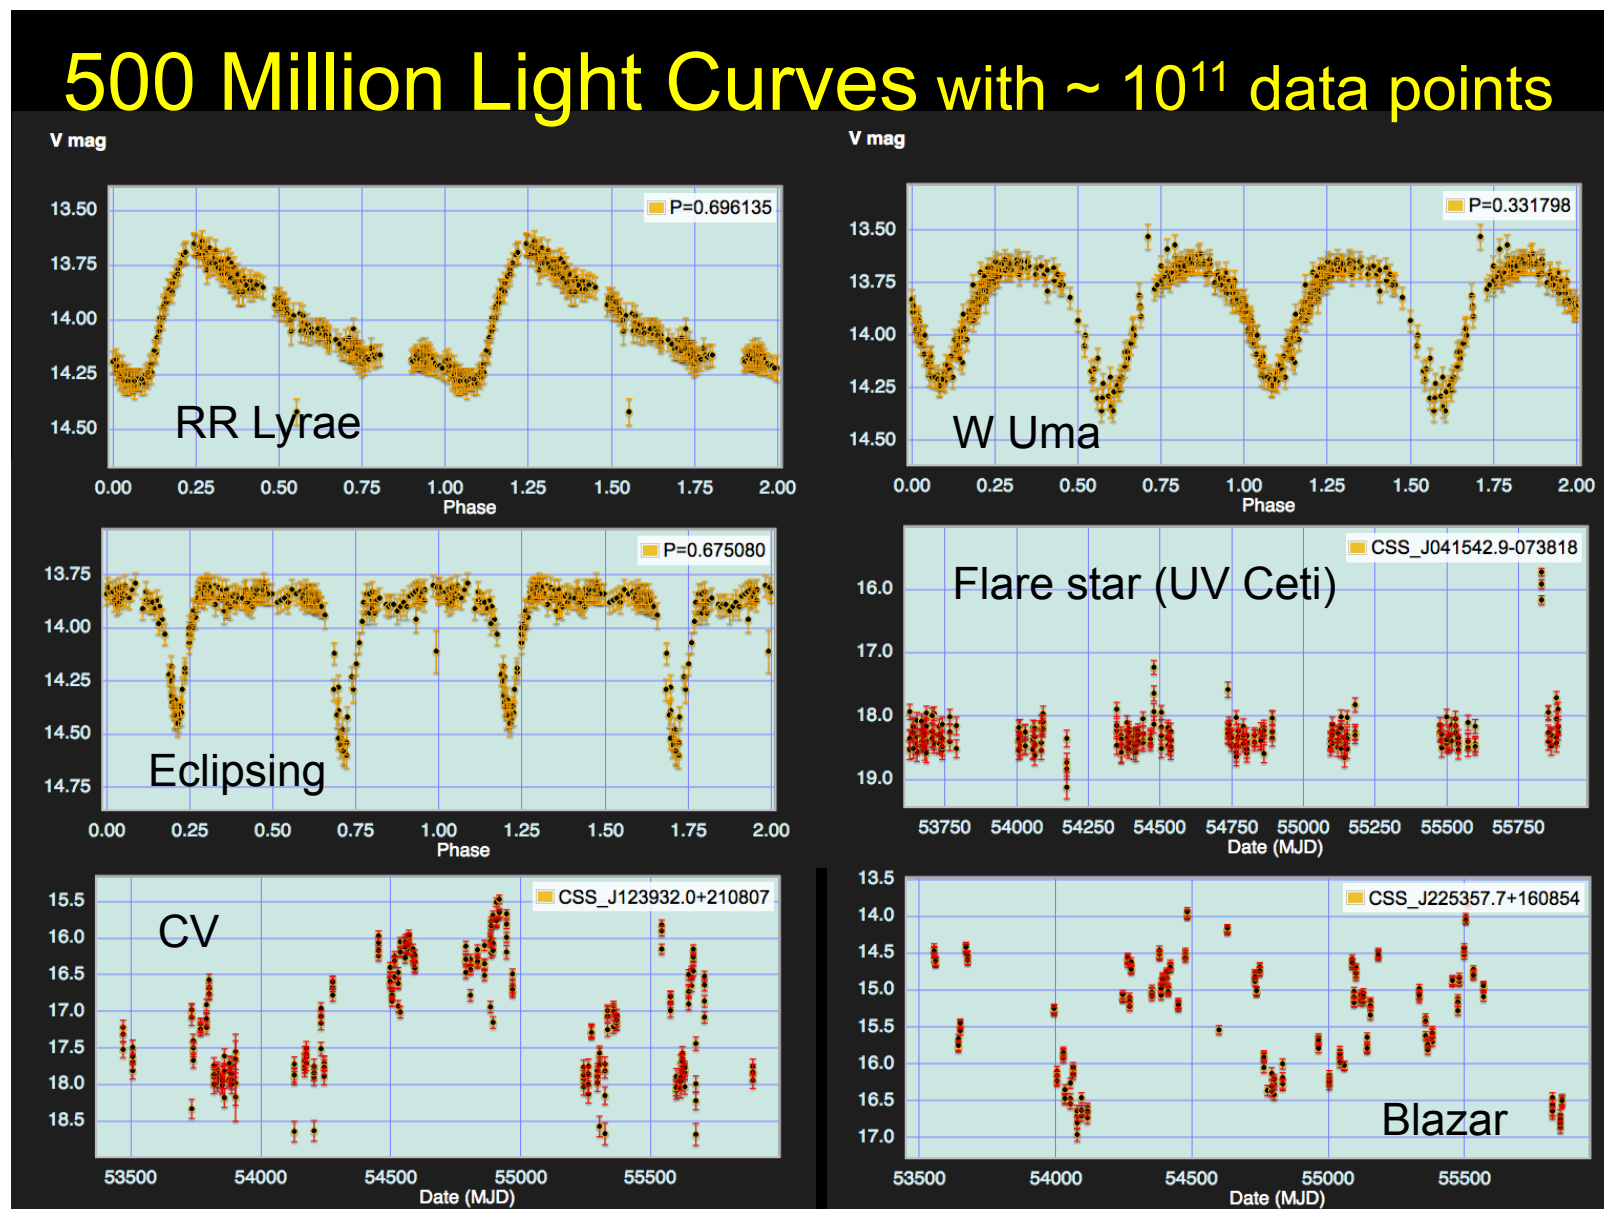 500 Million Light Curves with ~ 10¹¹ data points
V mag
P=0.696135
13.50
13.75
14.00
14.25
14.50
RR Lyrae
0.00 0.25 0.50 0.75 1.00 1.25 1.50 1.75 2.00
Phase
V mag
P=0.331798
13.50
13.75
14.00
14.25
14.50
W Uma
0.00 0.25 0.50 0.75 1.00 1.25 1.50 1.75 2.00
Phase
P=0.675080
13.75
14.00
14.25
14.50
14.75
Eclipsing
0.00 0.25 0.50 0.75 1.00 1.25 1.50 1.75 2.00
Phase
CSS_J041542.9-073818
Flare star (UV Ceti)
16.0
17.0
18.0
19.0
53750 54000 54250 54500 54750 55000 55250 55500 55750
Date (MJD)
CSS_J123932.0+210807
CV
15.5
16.0
16.5
17.0
17.5
18.0
18.5
53500 54000 54500 55000 55500
Date (MJD)
CSS_J225357.7+160854
13.5
14.0
14.5
15.0
15.5
16.0
16.5
17.0
Blazar
53500 54000 54500 55000 55500
Date (MJD)